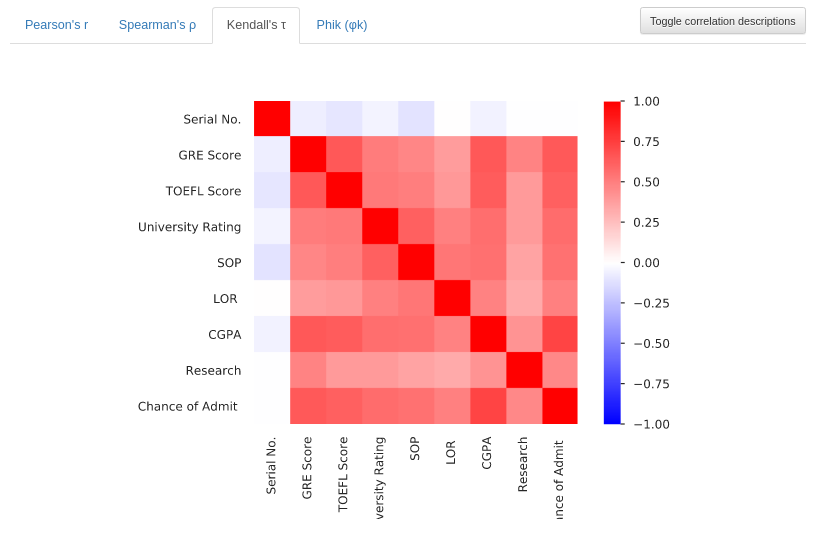 Pearson's r
Spearman's ρ
Kendall's τ
Phik (φk)
Toggle correlation descriptions
Serial No.
GRE Score
TOEFL Score
University Rating
SOP
LOR
CGPA
Research
Chance of Admit
1.00
0.75
0.50
0.25
0.00
−0.25
−0.50
−0.75
−1.00
Serial No.
GRE Score
TOEFL Score
versity Rating
SOP
LOR
CGPA
Research
ance of Admit